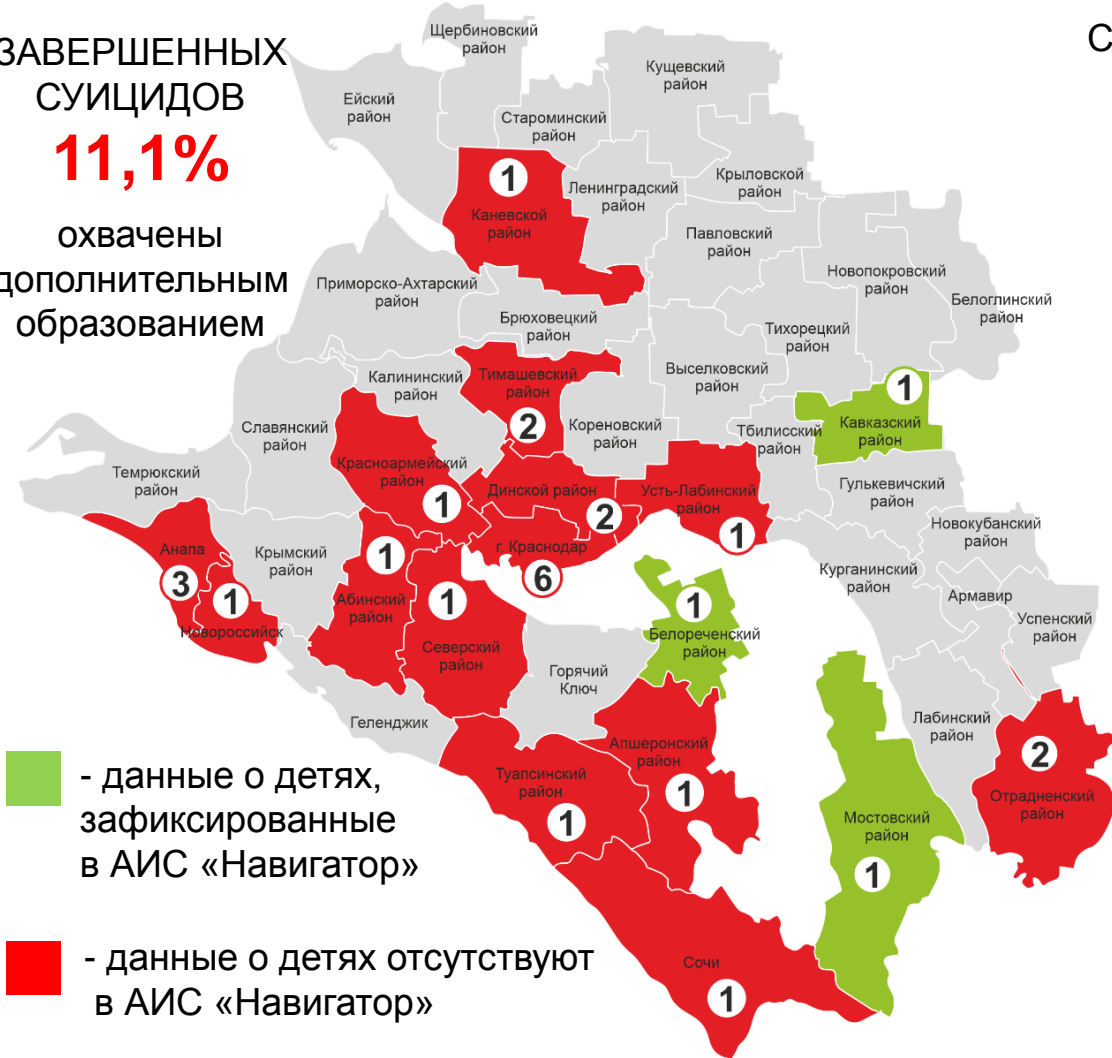 ЗАВЕРШЕННЫХ
СУИЦИДОВ
11,1%
охвачены
дополнительным
образованием
С
Щербиновский
район
Кущевский
район
Ейский
район
Староминский
район
1
Каневской
район
Ленинградский
район
Крыловской
район
Павловский
район
Новопокровский
район
Белоглинский
район
Приморско-Ахтарский
район
Брюховецкий
район
Тихорецкий
район
Выселковский
район
Калининский
район
Тимашевский
район
2
Кореновский
район
Тбилисский
район
1
Кавказский
район
Славянский
район
Темрюкский
район
Красноармейский
район
1
Динской район
2
Усть-Лабинский
район
1
Гулькевичский
район
Новокубанский
район
г. Краснодар
6
Анапа
3
1
Новороссийск
Крымский
район
1
Абинский
район
1
Северский
район
1
Белореченский
район
Курганинский
район
Армавир
Успенский
район
Горячий
Ключ
Геленджик
Лабинский
район
2
Отрадненский
район
Апшеронский
район
1
Туапсинский
район
1
Мостовский
район
1
Сочи
1
- данные о детях,
зафиксированные
в АИС «Навигатор»
- данные о детях отсутствуют
в АИС «Навигатор»